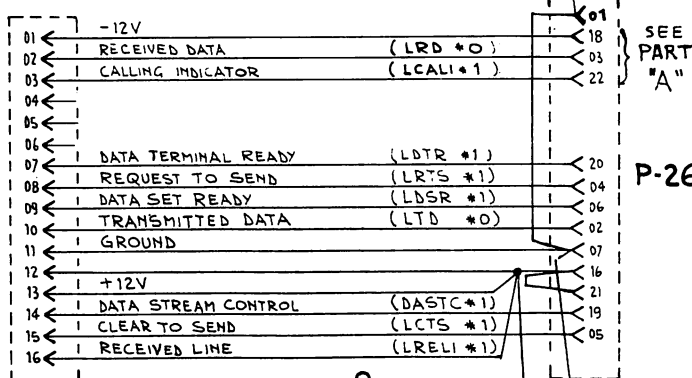 01
01 -12V 18 SEE
02 RECEIVED DATA (LRD *0) 03 PART
03 CALLING INDICATOR (LCALI*1) 22 "A"
04
05
06
07 DATA TERMINAL READY (LDTR *1) 20
08 REQUEST TO SEND (LRTS *1) 04 P-26
09 DATA SET READY (LDSR *1) 06
10 TRANSMITTED DATA (LTD *0) 02
11 GROUND 07
12 16
13 +12V 21
14 DATA STREAM CONTROL (DASTC*1) 19
15 CLEAR TO SEND (LCTS *1) 05
16 RECEIVED LINE (LRELI *1)